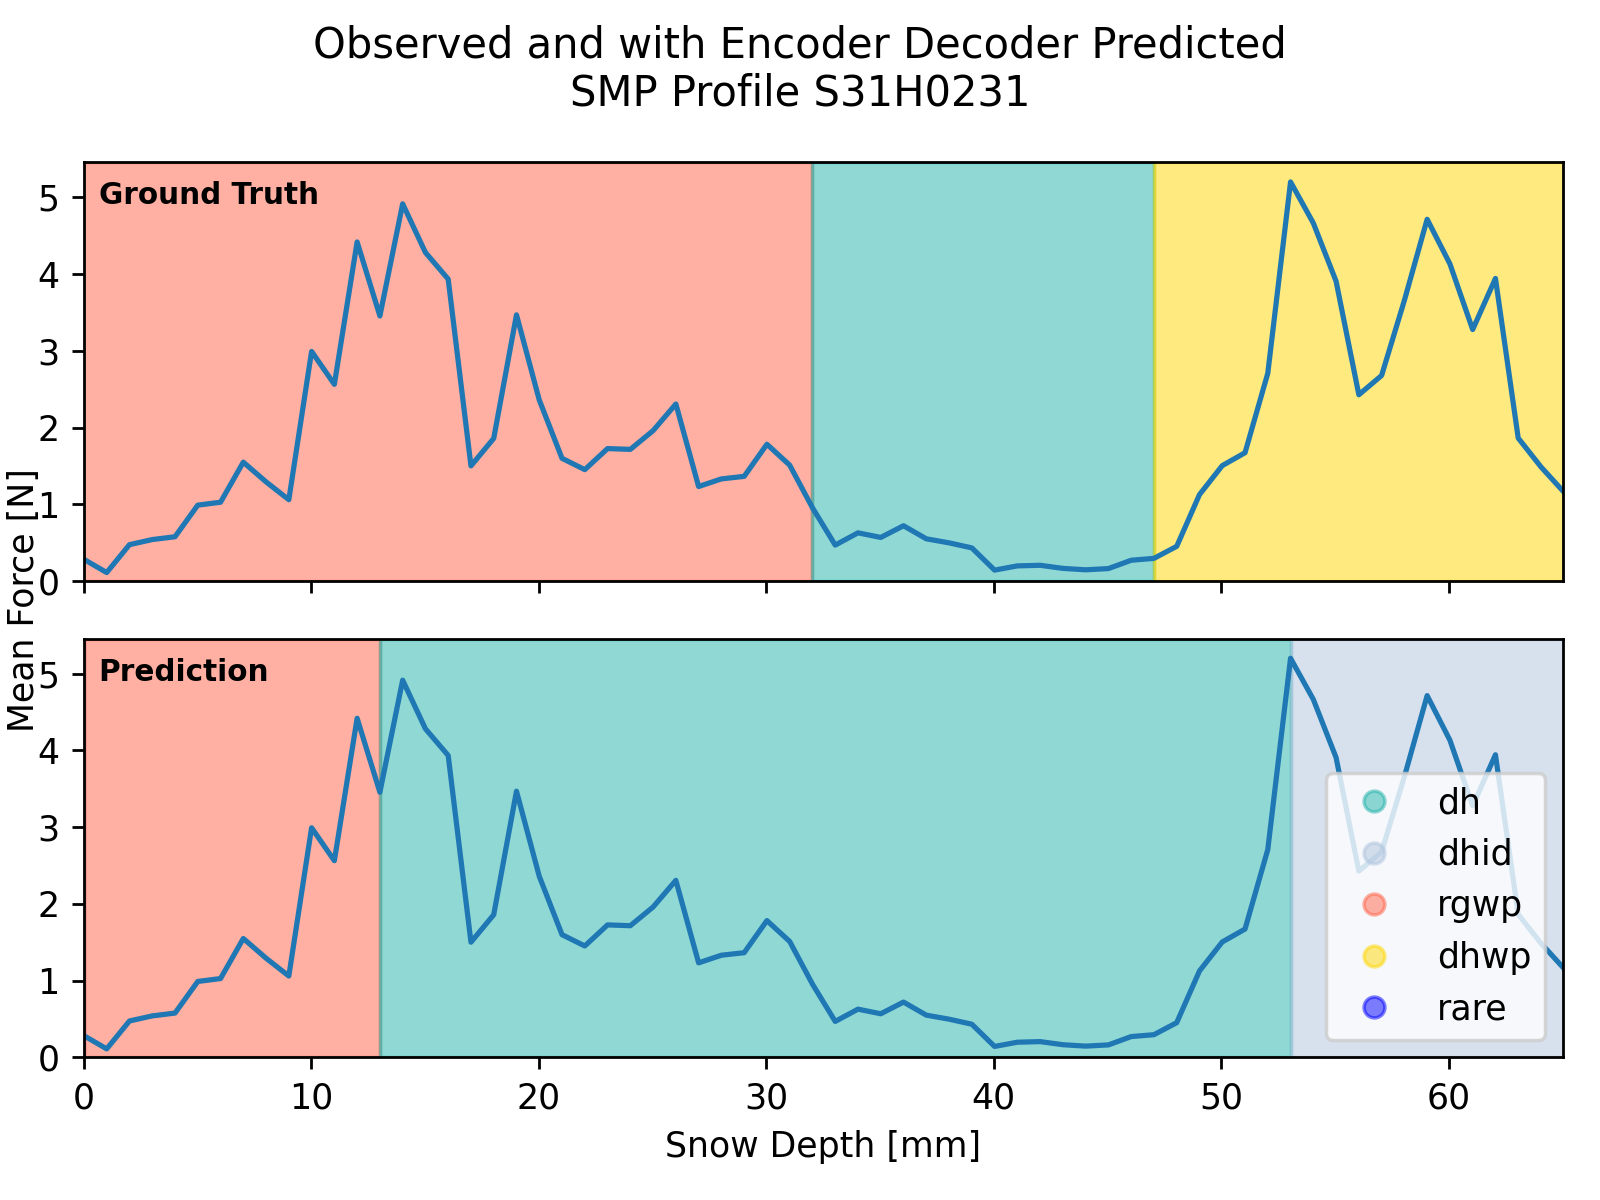 Observed and with Encoder Decoder Predicted
SMP Profile S31H0231
Ground Truth
5
4
3
2
1
0
Mean Force [N]
Prediction
5
4
3
2
1
0
dh
dhid
rgwp
dhwp
rare
0 10 20 30 40 50 60
Snow Depth [mm]